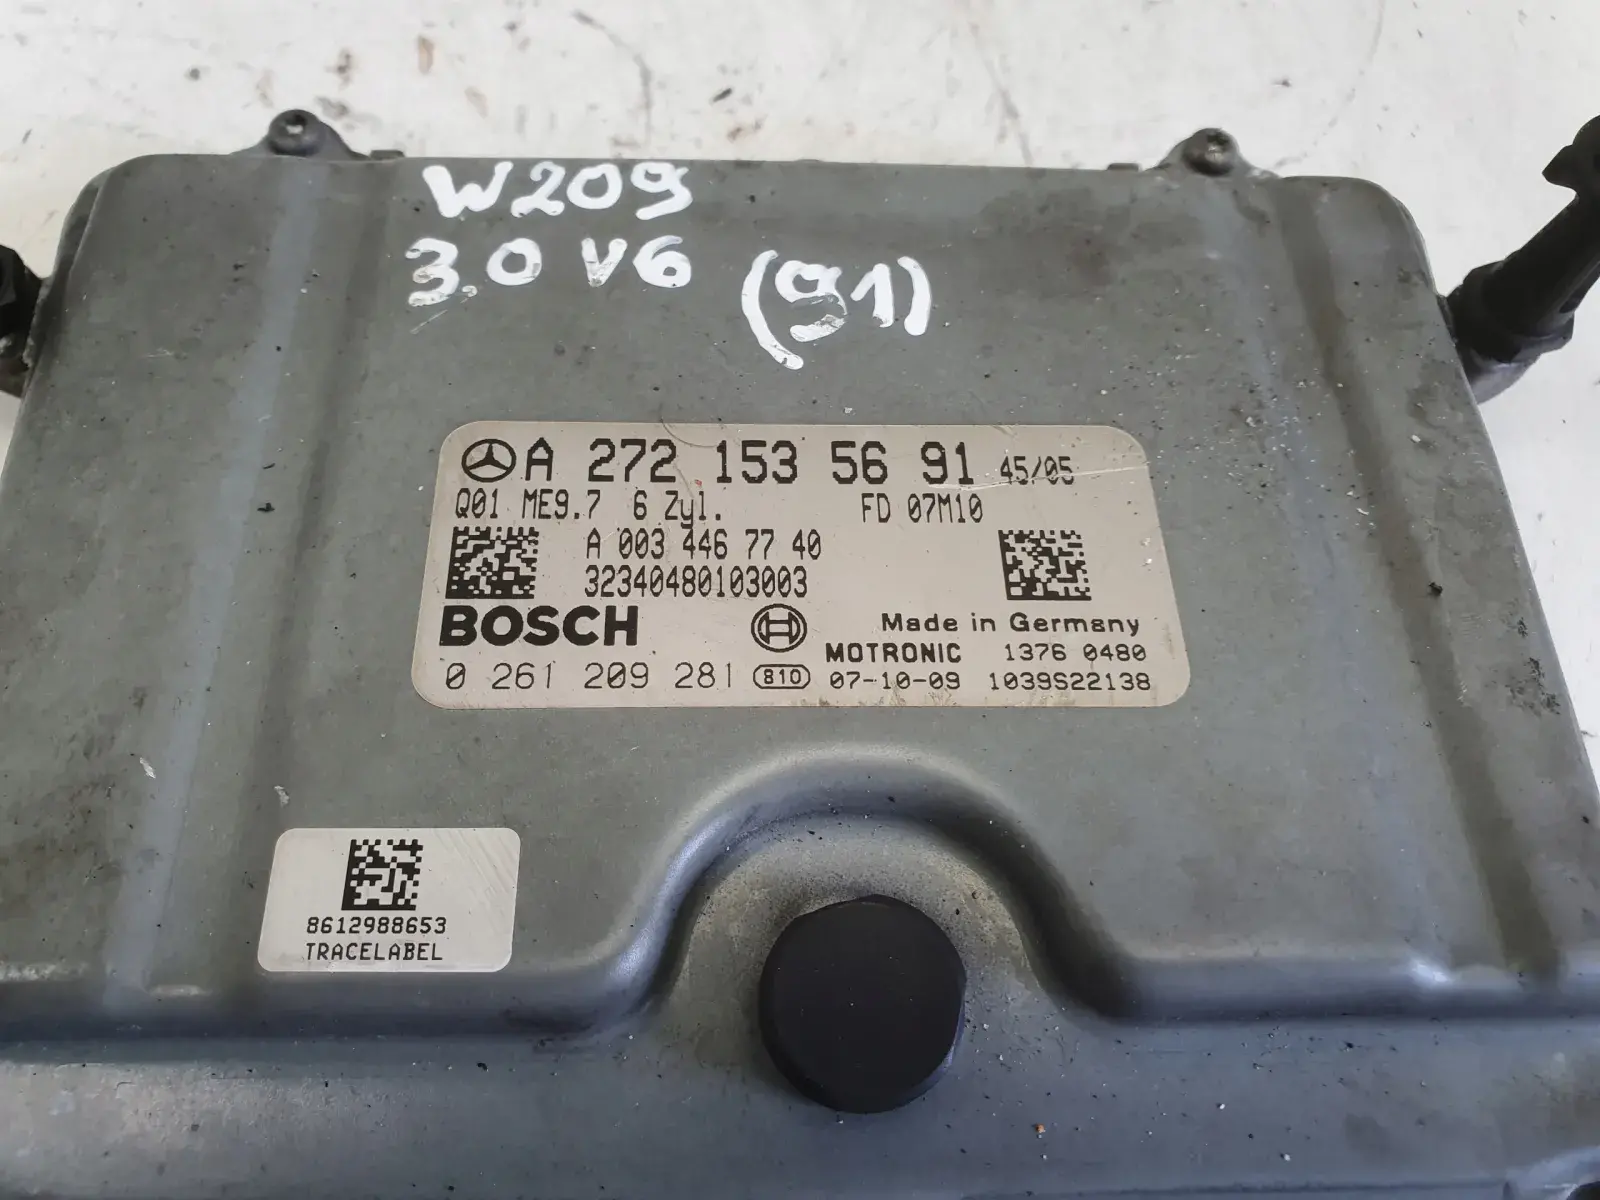 W209
3.0 V6 (91)
A 272 153 56 91 45/05
Q01 ME9.7 6 Zyl. FD 07M10
A 003 446 77 40
32340480103003
BOSCH Made in Germany
MOTRONIC 1376 0480
0 261 209 281 810 07-10-09 1039S22138
8612988653
TRACELABEL